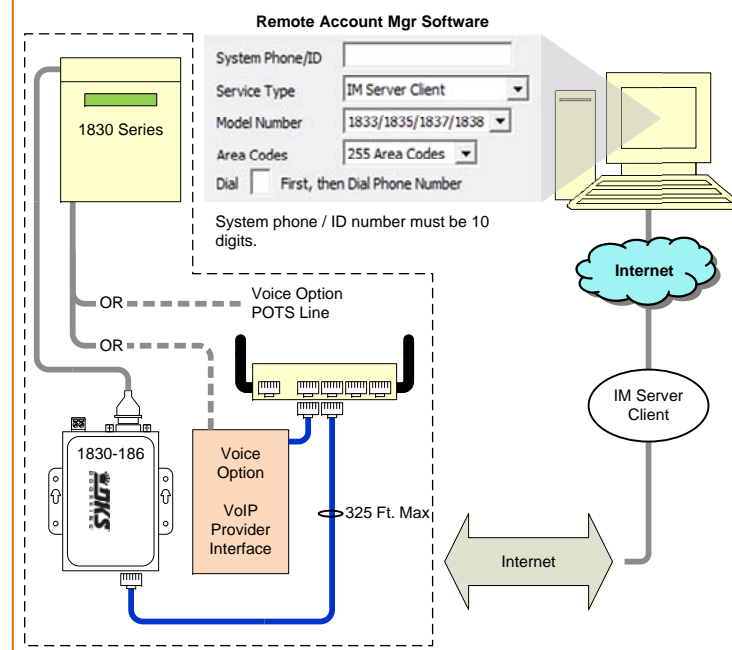 Remote Account Mgr Software
System Phone/ID
Service Type IM Server Client
Model Number 1833/1835/1837/1838
Area Codes 255 Area Codes
Dial First, then Dial Phone Number
System phone / ID number must be 10
digits.
1830 Series
Internet
OR
Voice Option
POTS Line
OR
IM Server
Client
1830-186
DKS
DOORKING
Voice
Option
VoIP
Provider
Interface
325 Ft. Max
Internet